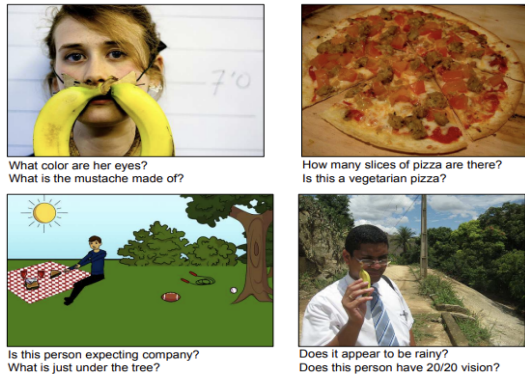 7'0
What color are her eyes?
What is the mustache made of?
How many slices of pizza are there?
Is this a vegetarian pizza?
Is this person expecting company?
What is just under the tree?
Does it appear to be rainy?
Does this person have 20/20 vision?